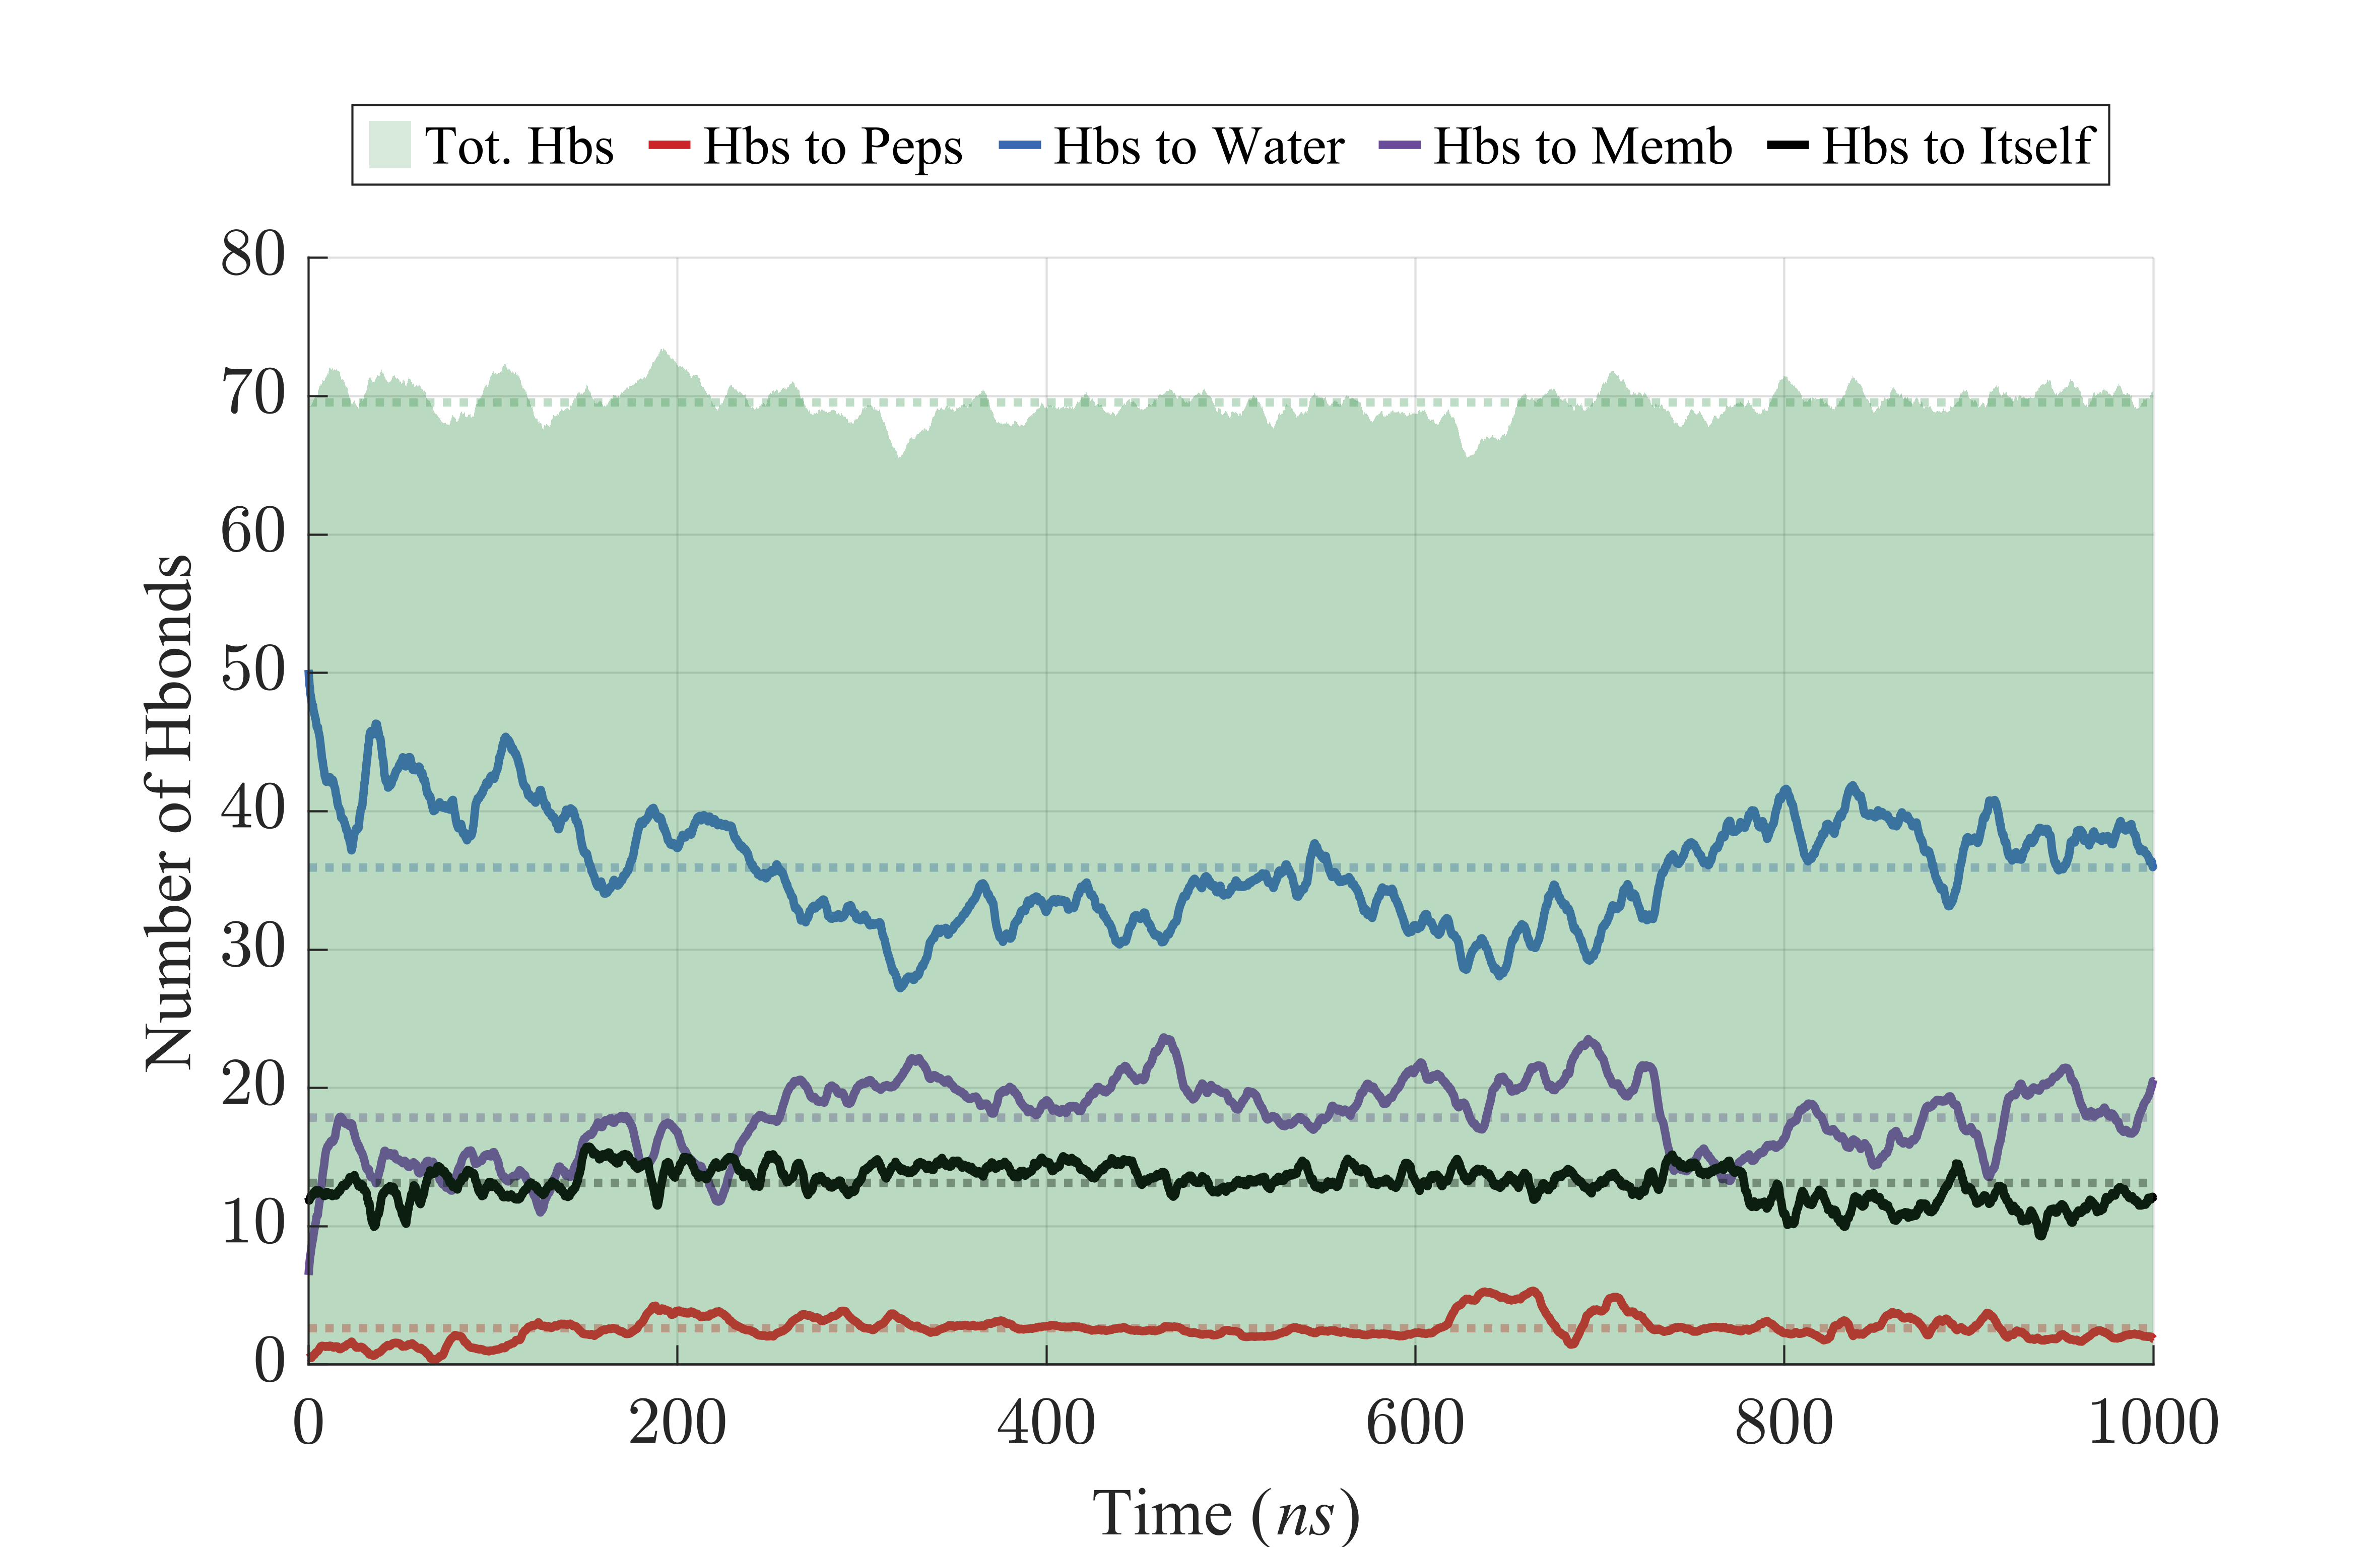 Tot. Hbs Hbs to Peps Hbs to Water Hbs to Memb Hbs to Itself
Number of Hbonds
80
70
60
50
40
30
20
10
0
0 200 400 600 800 1000
Time (ns)